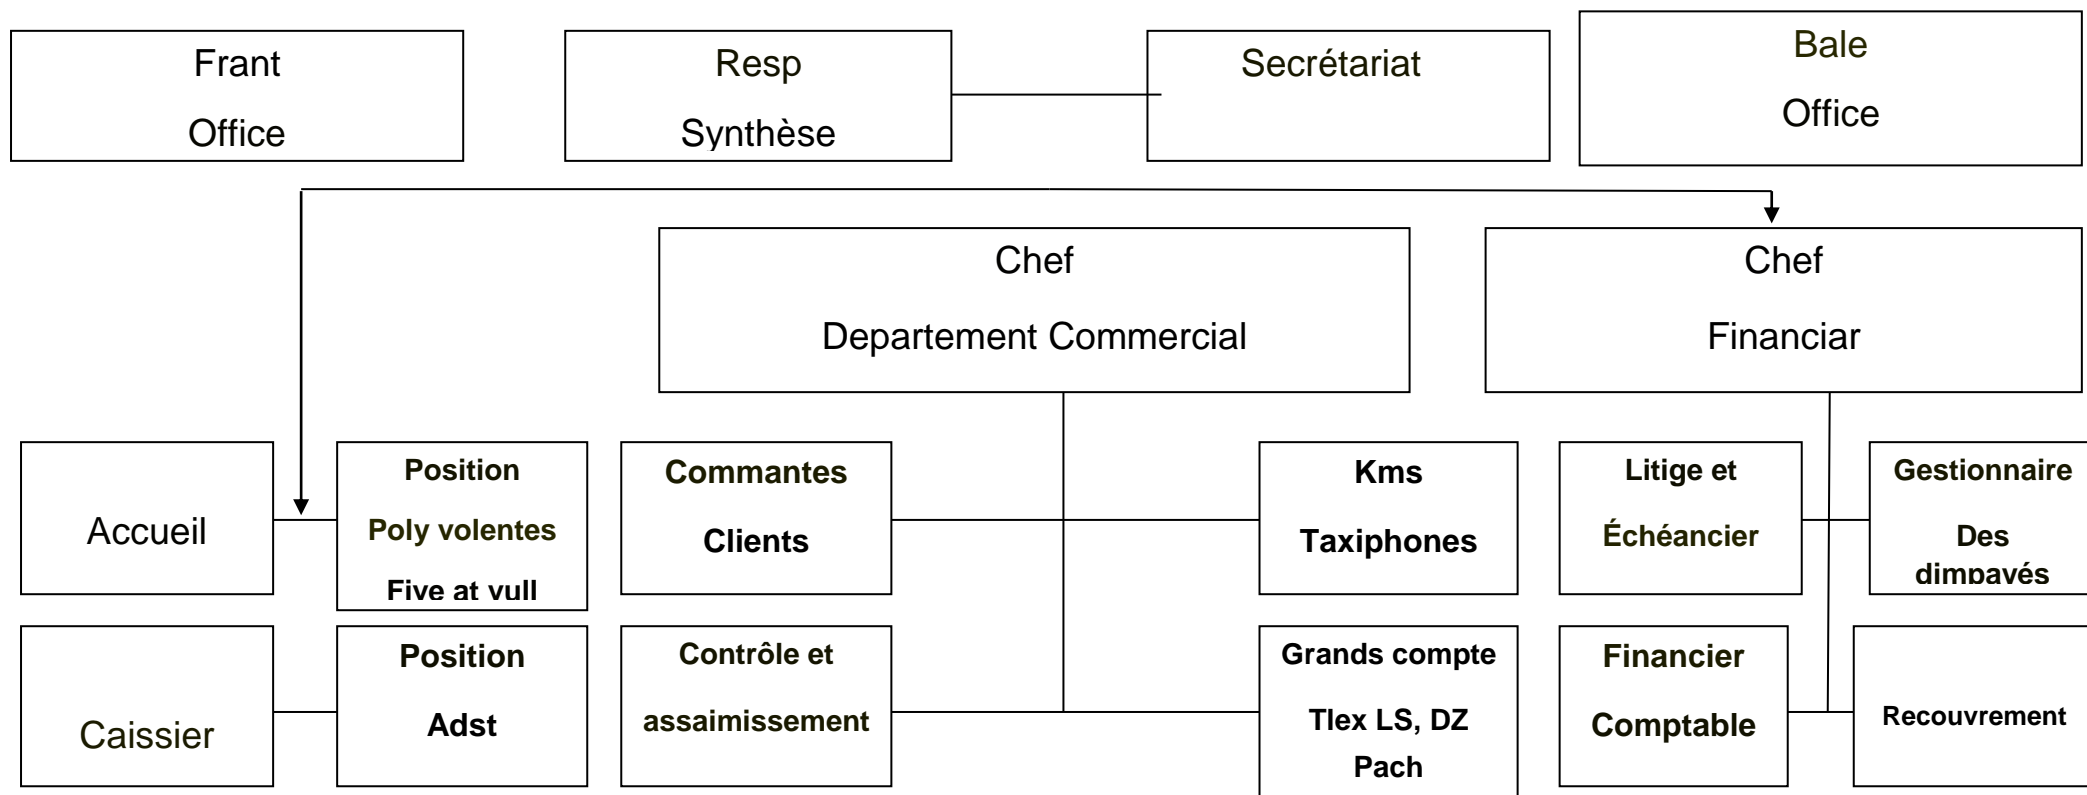 Frant
Office
Resp
Synthèse
Secrétariat
Bale
Office
Chef
Departement Commercial
Chef
Financiar
Accueil
Position
Poly volentes
Five at vull
Commantes
Clients
Kms
Taxiphones
Litige et
Échéancier
Gestionnaire
Des
dimpayés
Caissier
Position
Adst
Contrôle et
assaimissement
Grands compte
Tlex LS, DZ
Pach
Financier
Comptable
Recouvrement